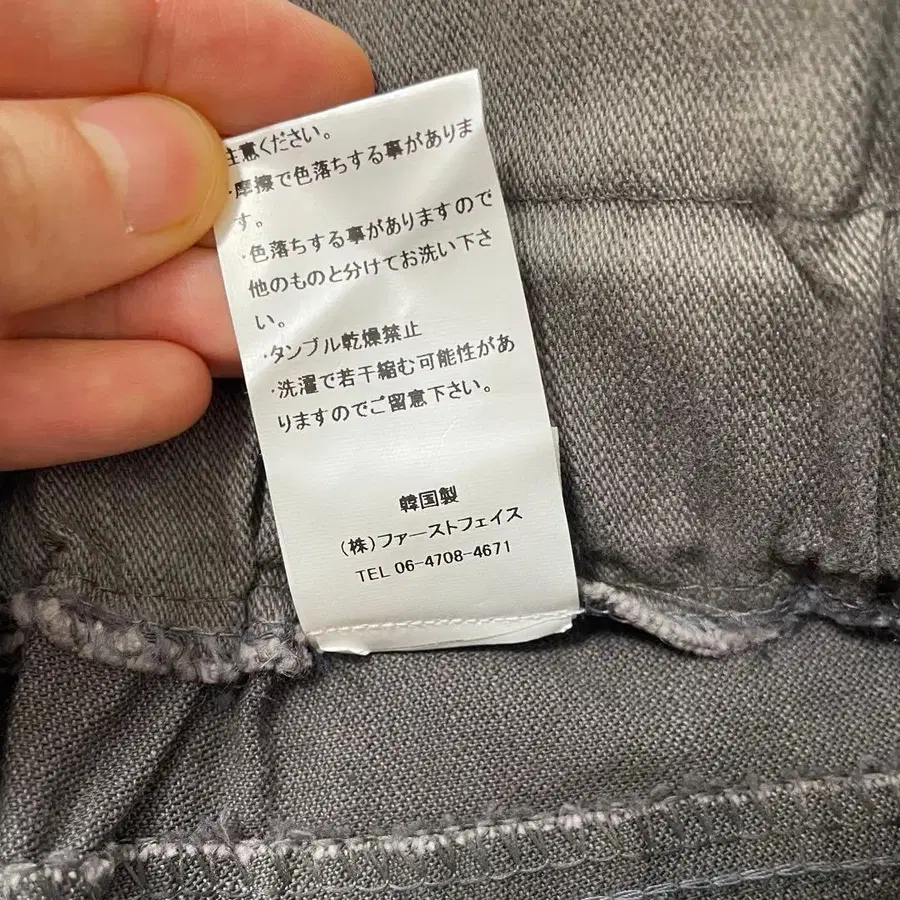 注意ください。
・摩擦で色落ちする事がありま
す。
・色落ちする事がありますので
他のものと分けてお洗い下さ
い。
・タンブル乾燥禁止
・洗濯で若干縮む可能性があ
りますのでご留意下さい。
韓国製
(株)ファーストフェイス
TEL 06-4708-4671